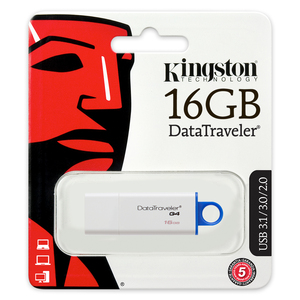 Kingston
TECHNOLOGY
16GB
DataTraveler®
DataTraveler®
G4
16GB
USB 3.1/3.0/2.0
5